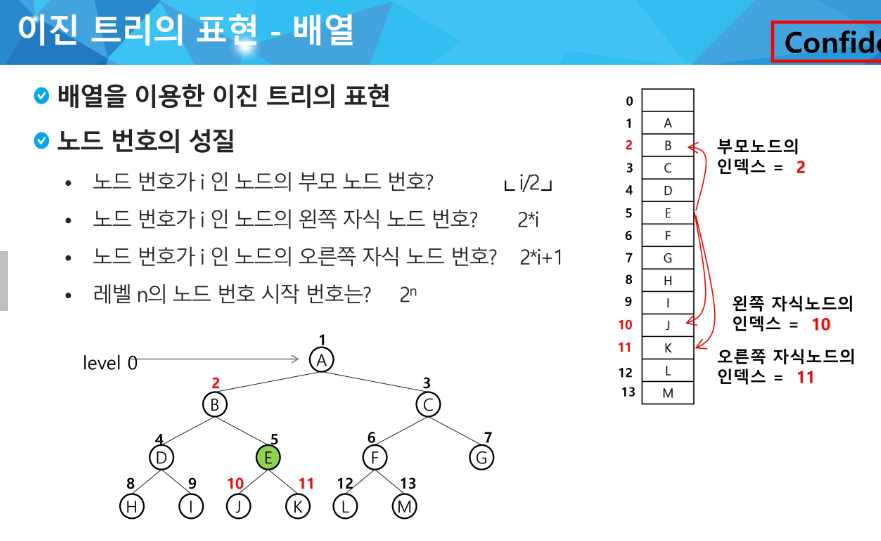 이진 트리의 표현 - 배열
배열을 이용한 이진 트리의 표현
노드 번호의 성질
• 노드 번호가 i 인 노드의 부모 노드 번호? ⌞ i/2⌟
• 노드 번호가 i 인 노드의 왼쪽 자식 노드 번호? 2*i
• 노드 번호가 i 인 노드의 오른쪽 자식 노드 번호? 2*i+1
• 레벨 n의 노드 번호 시작 번호는? 2ⁿ
level 0
1
A
2 3
B C
4 5 6 7
D E F G
8 9 10 11 12 13
H I J K L M
0
1 A
2 B
3 C
4 D
5 E
6 F
7 G
8 H
9 I
10 J
11 K
12 L
13 M
부모노드의
인덱스 = 2
왼쪽 자식노드의
인덱스 = 10
오른쪽 자식노드의
인덱스 = 11